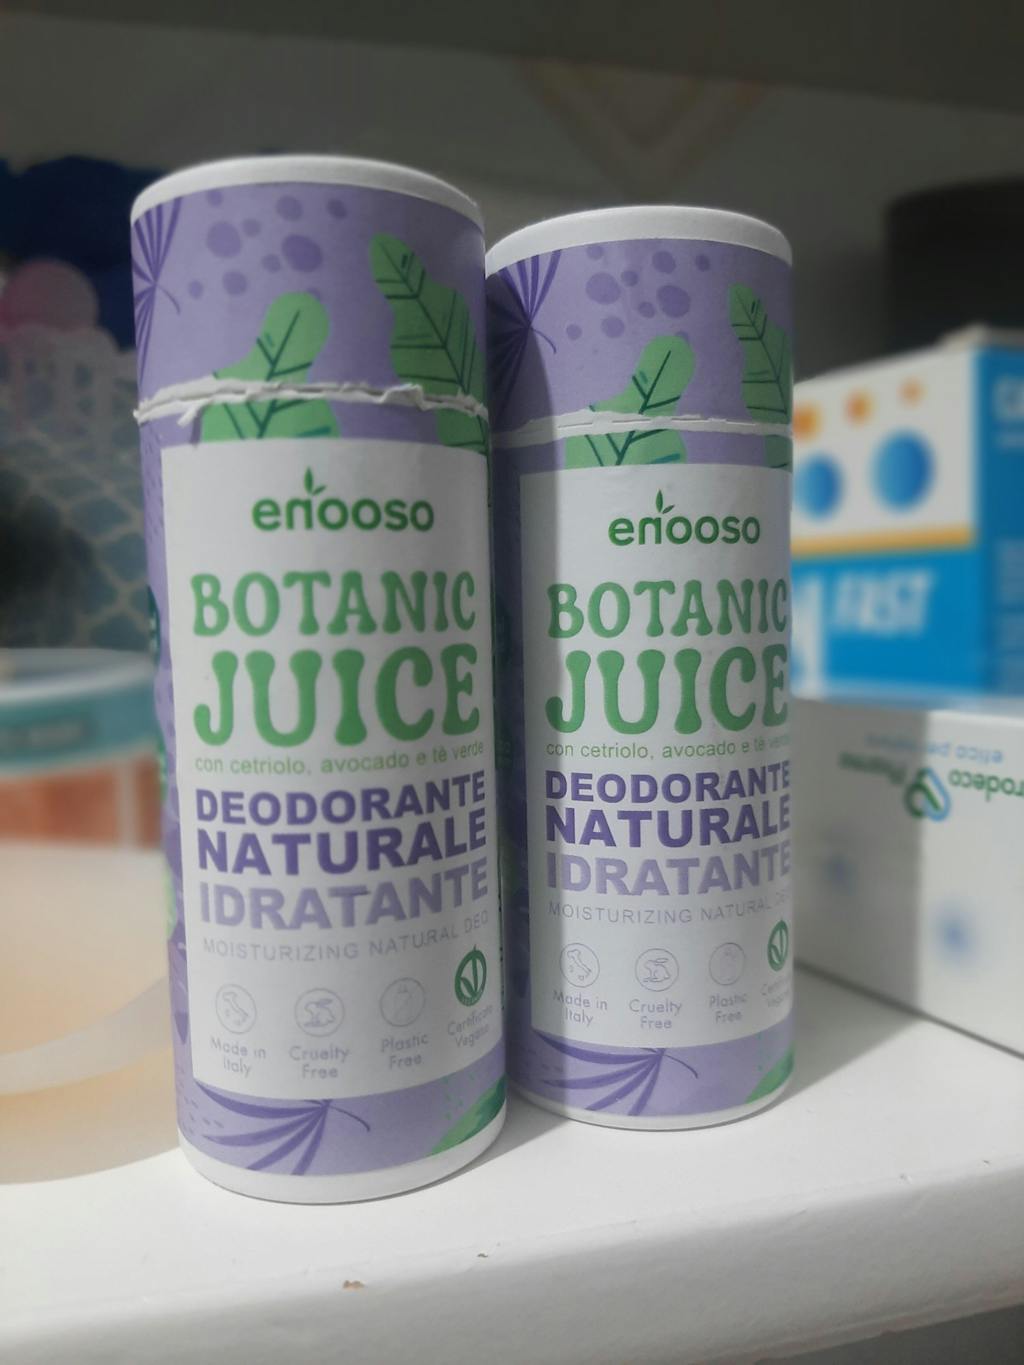 enooso
BOTANIC
JUICE
con cetriolo, avocado e tè verde
DEODORANTE
NATURALE
IDRATANTE
MOISTURIZING NATURAL DEO
Made in
Italy
Cruelty
Free
Plastic
Free
Certificato
Vegano
enooso
BOTANIC
JUICE
con cetriolo, avocado e tè verde
DEODORANTE
NATURALE
IDRATANTE
MOISTURIZING NATURAL DEO
Made in
Italy
Cruelty
Free
Plastic
Free
FAST